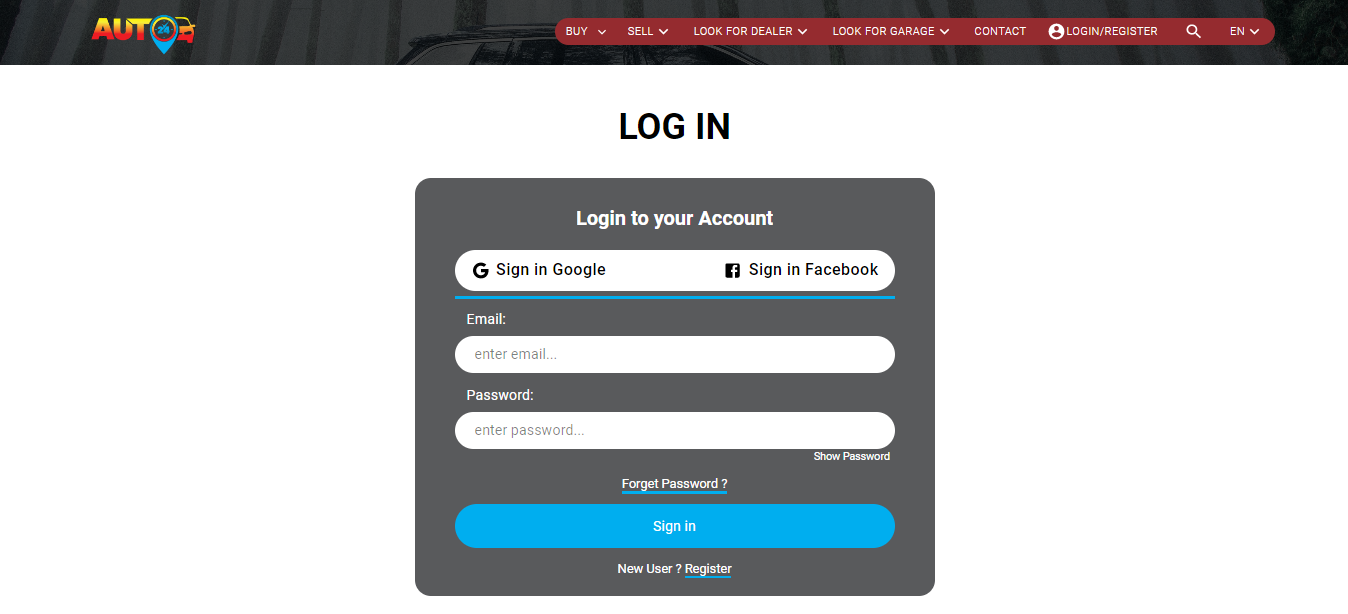 AUTO 24
BUY SELL LOOK FOR DEALER LOOK FOR GARAGE CONTACT LOGIN/REGISTER EN
LOG IN
Login to your Account
Sign in Google Sign in Facebook
Email:
enter email...
Password:
enter password...
Show Password
Forget Password ?
Sign in
New User ? Register